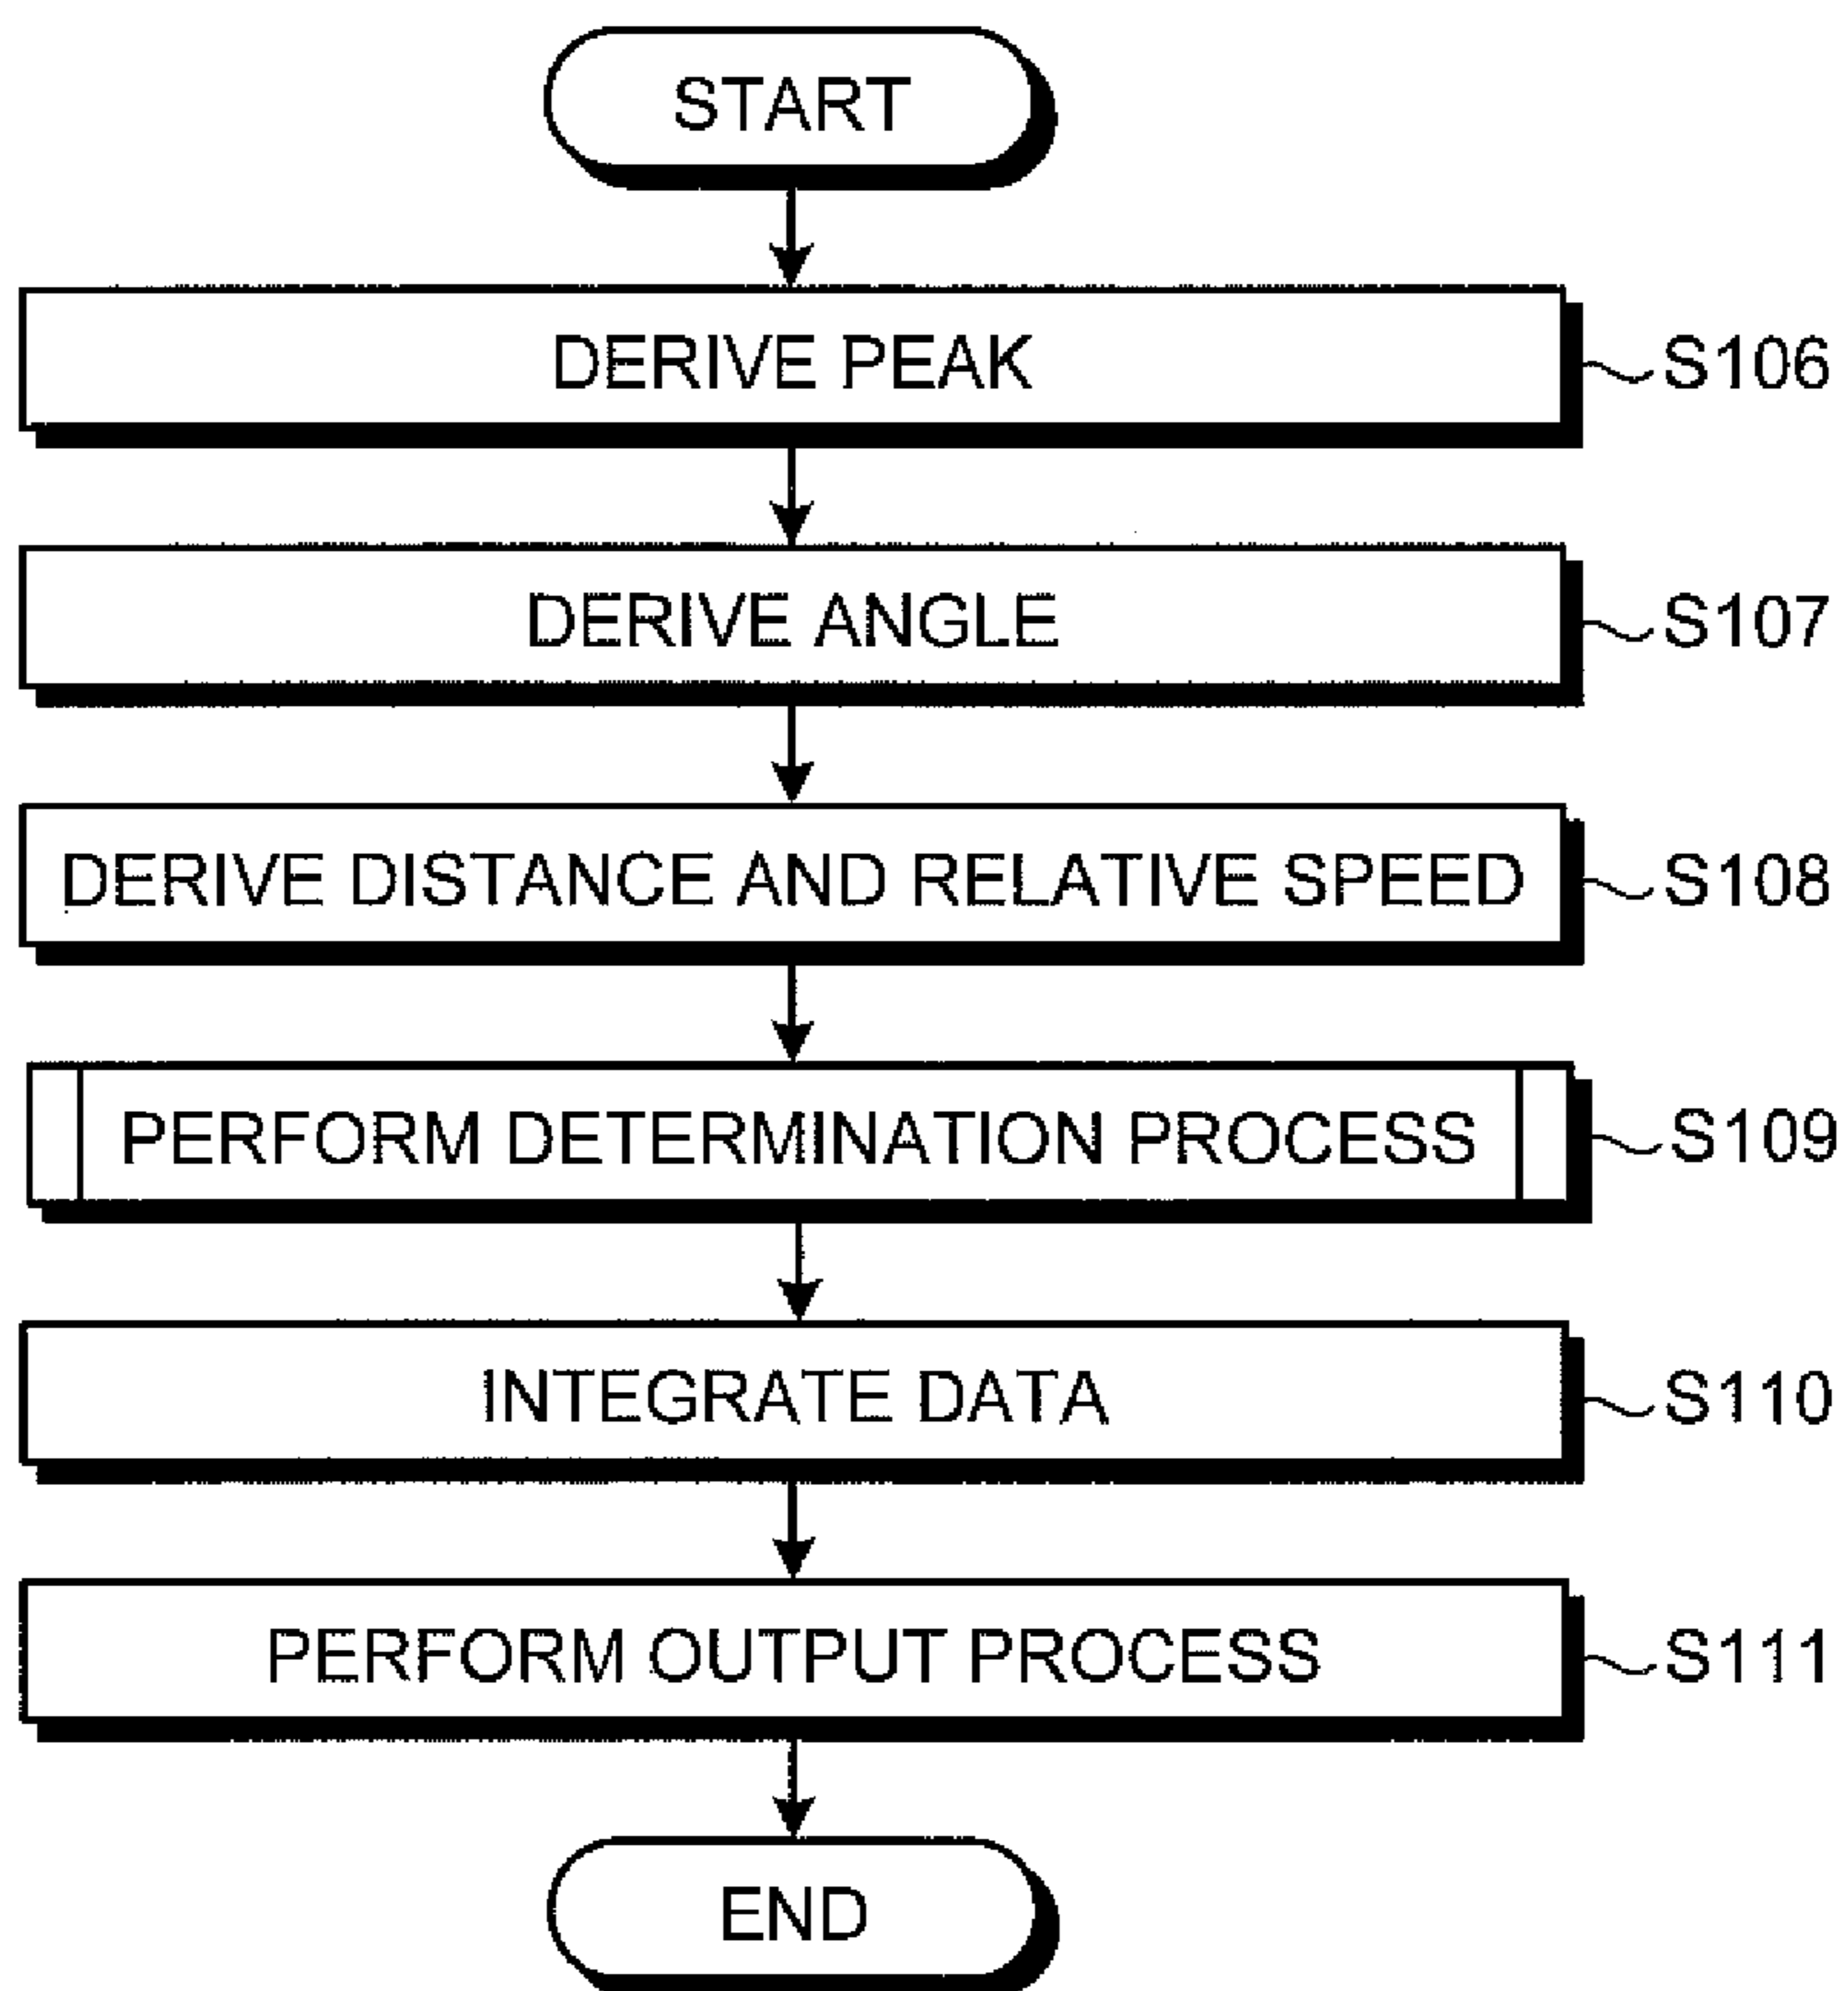 START
DERIVE PEAK
S106
DERIVE ANGLE
S107
DERIVE DISTANCE AND RELATIVE SPEED
S108
PERFORM DETERMINATION PROCESS
S109
INTEGRATE DATA
S110
PERFORM OUTPUT PROCESS
S111
END